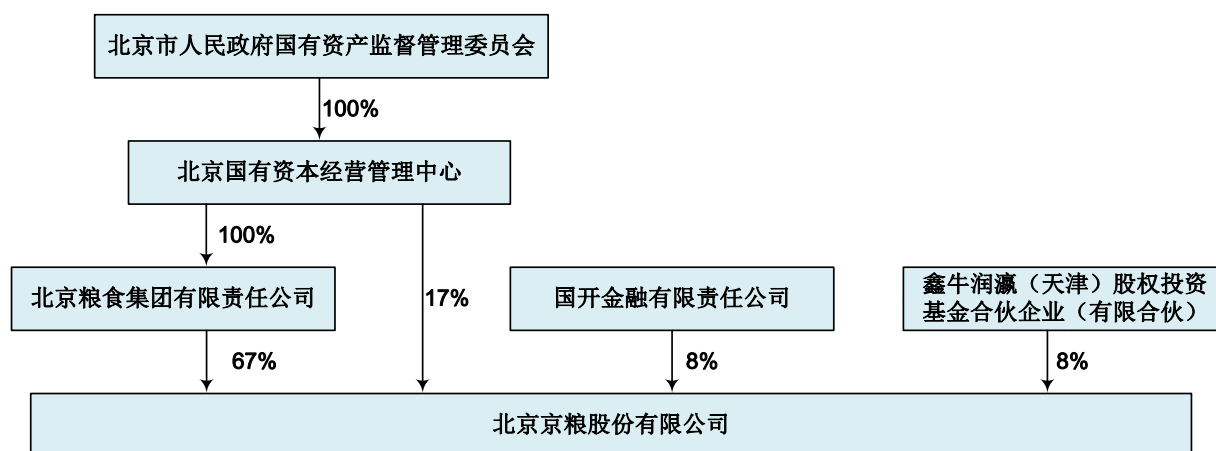 北京市人民政府国有资产监督管理委员会
100%
北京国有资本经营管理中心
100%
17%
北京粮食集团有限责任公司
国开金融有限责任公司
鑫牛润瀛（天津）股权投资
基金合伙企业（有限合伙）
67%
8%
8%
北京京粮股份有限公司